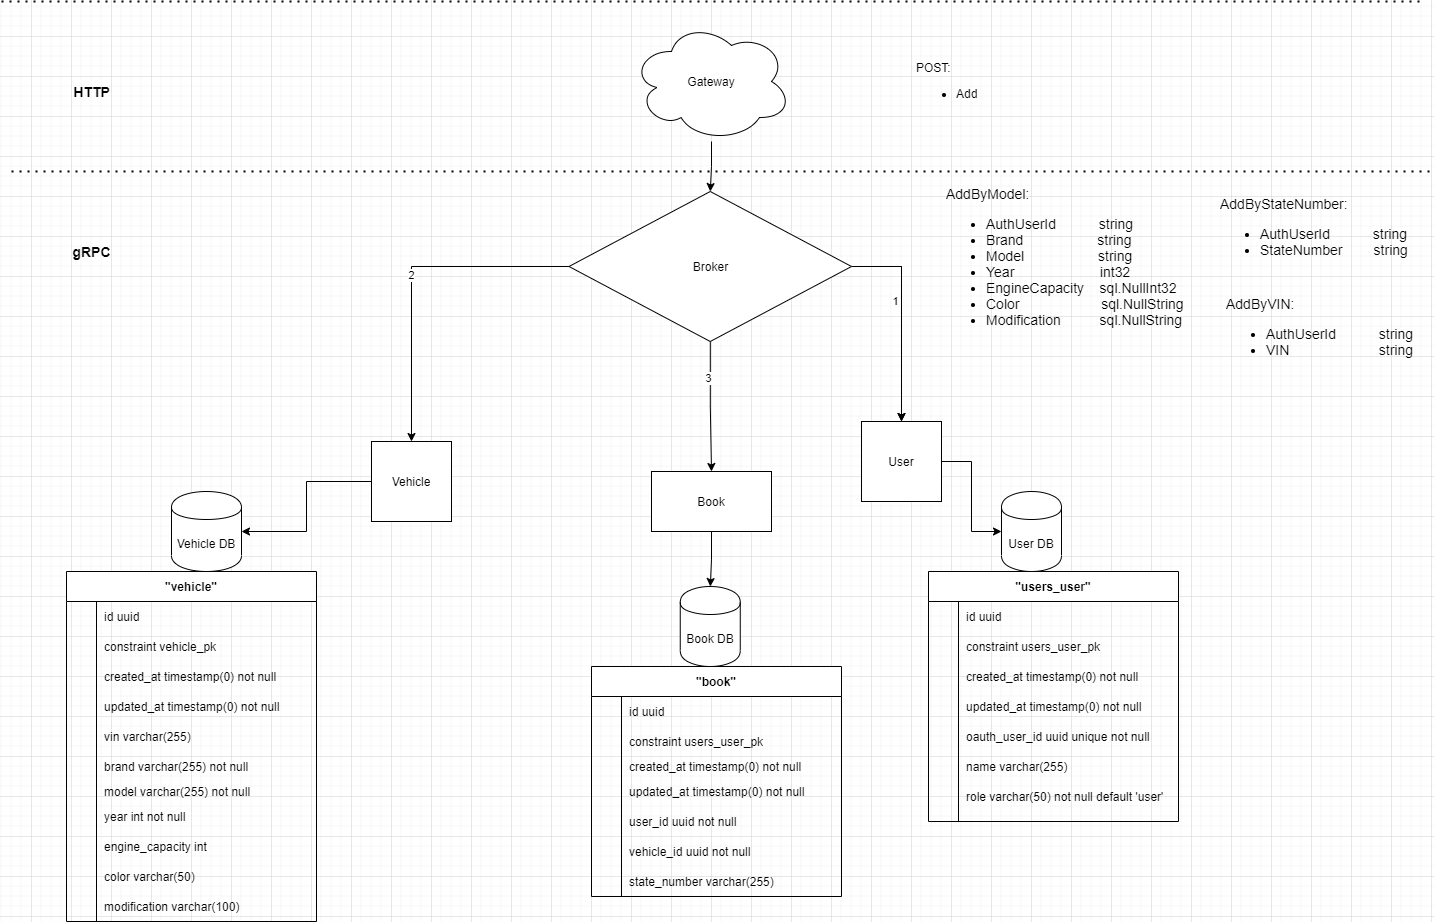 HTTP
Gateway
POST:
Add
gRPC
Broker
AddByModel:
AuthUserId string
Brand string
Model string
Year int32
EngineCapacity sql.NullInt32
Color sql.NullString
Modification sql.NullString
AddByStateNumber:
AuthUserId string
StateNumber string
AddByVIN:
AuthUserId string
VIN string
2
1
3
Vehicle
Book
User
Vehicle DB
Book DB
User DB
"vehicle"
id uuid
constraint vehicle_pk
created_at timestamp(0) not null
updated_at timestamp(0) not null
vin varchar(255)
brand varchar(255) not null
model varchar(255) not null
year int not null
engine_capacity int
color varchar(50)
modification varchar(100)
"book"
id uuid
constraint users_user_pk
created_at timestamp(0) not null
updated_at timestamp(0) not null
user_id uuid not null
vehicle_id uuid not null
state_number varchar(255)
"users_user"
id uuid
constraint users_user_pk
created_at timestamp(0) not null
updated_at timestamp(0) not null
oauth_user_id uuid unique not null
name varchar(255)
role varchar(50) not null default 'user'